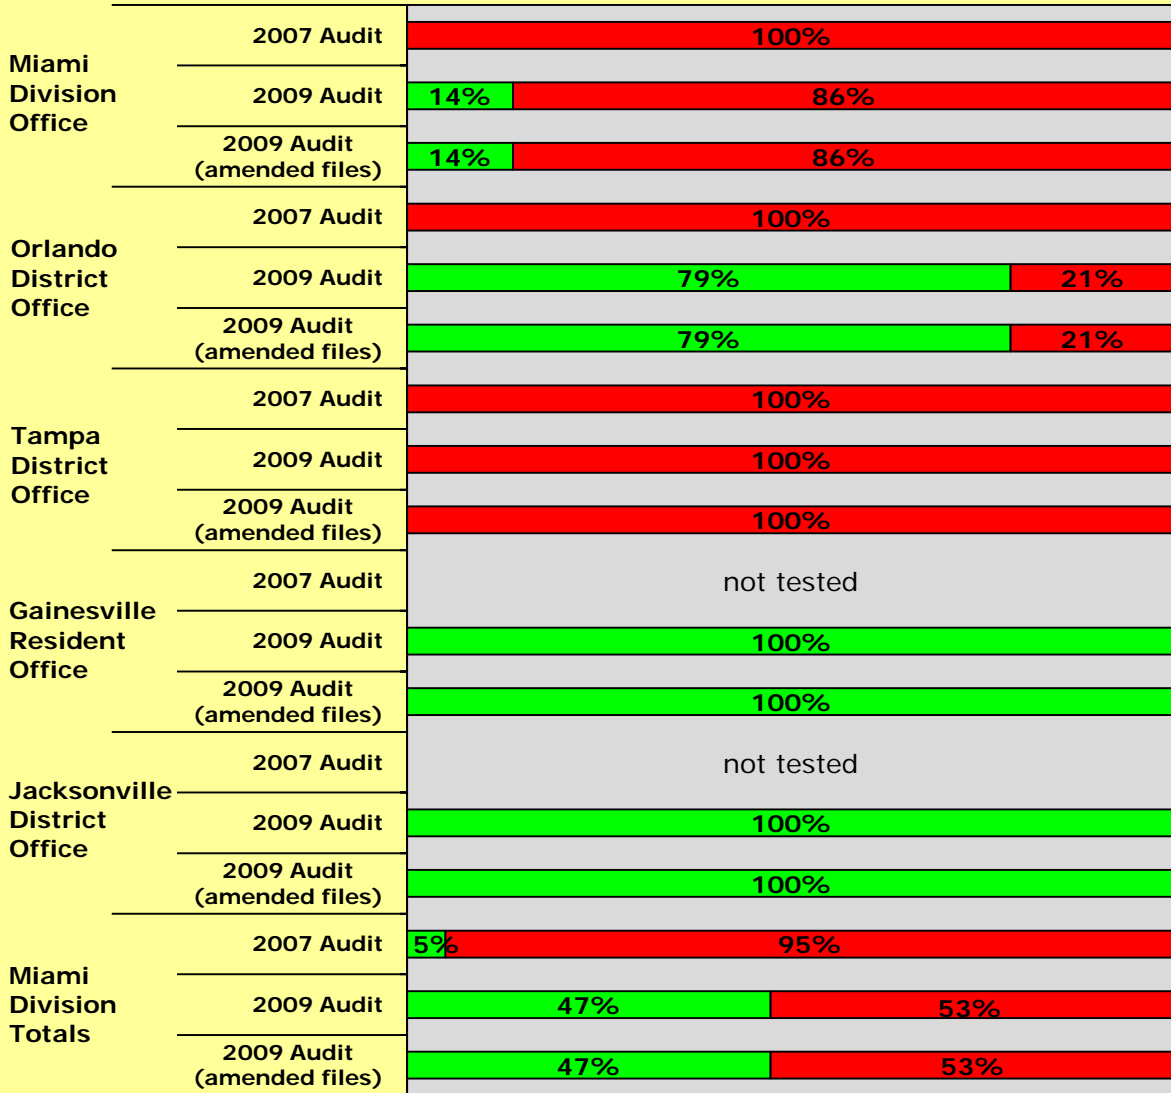 Miami
Division
Office
2007 Audit
100%
2009 Audit
14% 86%
2009 Audit
(amended files)
14% 86%
Orlando
District
Office
2007 Audit
100%
2009 Audit
79% 21%
2009 Audit
(amended files)
79% 21%
Tampa
District
Office
2007 Audit
100%
2009 Audit
100%
2009 Audit
(amended files)
100%
Gainesville
Resident
Office
2007 Audit
not tested
2009 Audit
100%
2009 Audit
(amended files)
100%
Jacksonville
District
Office
2007 Audit
not tested
2009 Audit
100%
2009 Audit
(amended files)
100%
Miami
Division
Totals
2007 Audit
5% 95%
2009 Audit
47% 53%
2009 Audit
(amended files)
47% 53%